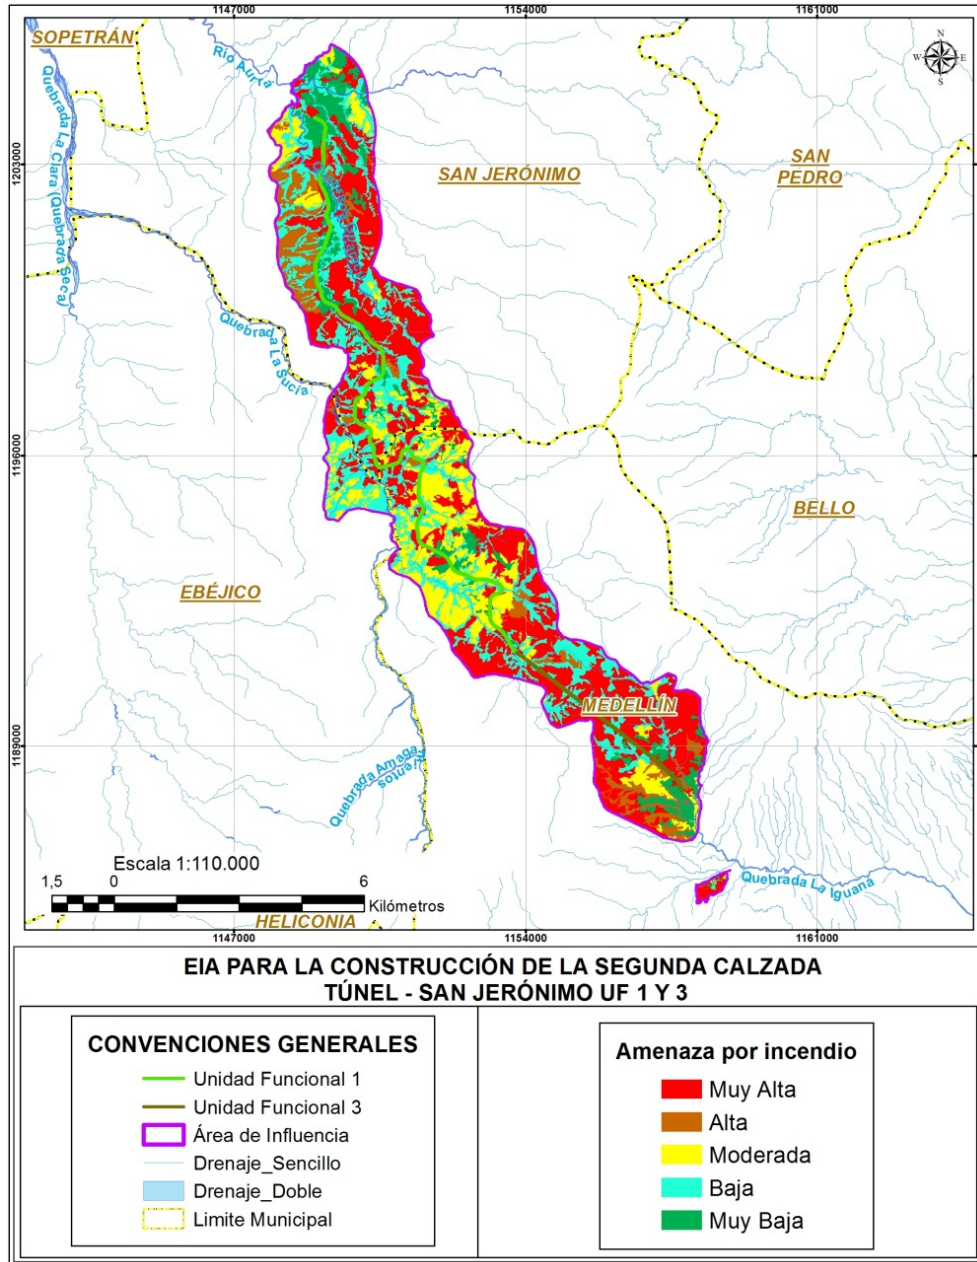 1147000
1154000
1161000
SOPETRÁN
Río Aurrá
N
W
E
S
Quebrada La Clara (Quebrada Seca)
1203000
SAN JERÓNIMO
SAN
PEDRO
Quebrada La Sucia
1196000
BELLO
EBÉJICO
MEDELLÍN
1189000
Quebrada La Iguaná
Escala 1:110.000
1,5
0
6
Kilómetros
HELICONIA
1147000
1154000
1161000
EIA PARA LA CONSTRUCCIÓN DE LA SEGUNDA CALZADA
TÚNEL - SAN JERÓNIMO UF 1 Y 3
CONVENCIONES GENERALES
Unidad Funcional 1
Unidad Funcional 3
Área de Influencia
Drenaje_Sencillo
Drenaje_Doble
Limite Municipal
Amenaza por incendio
Muy Alta
Alta
Moderada
Baja
Muy Baja